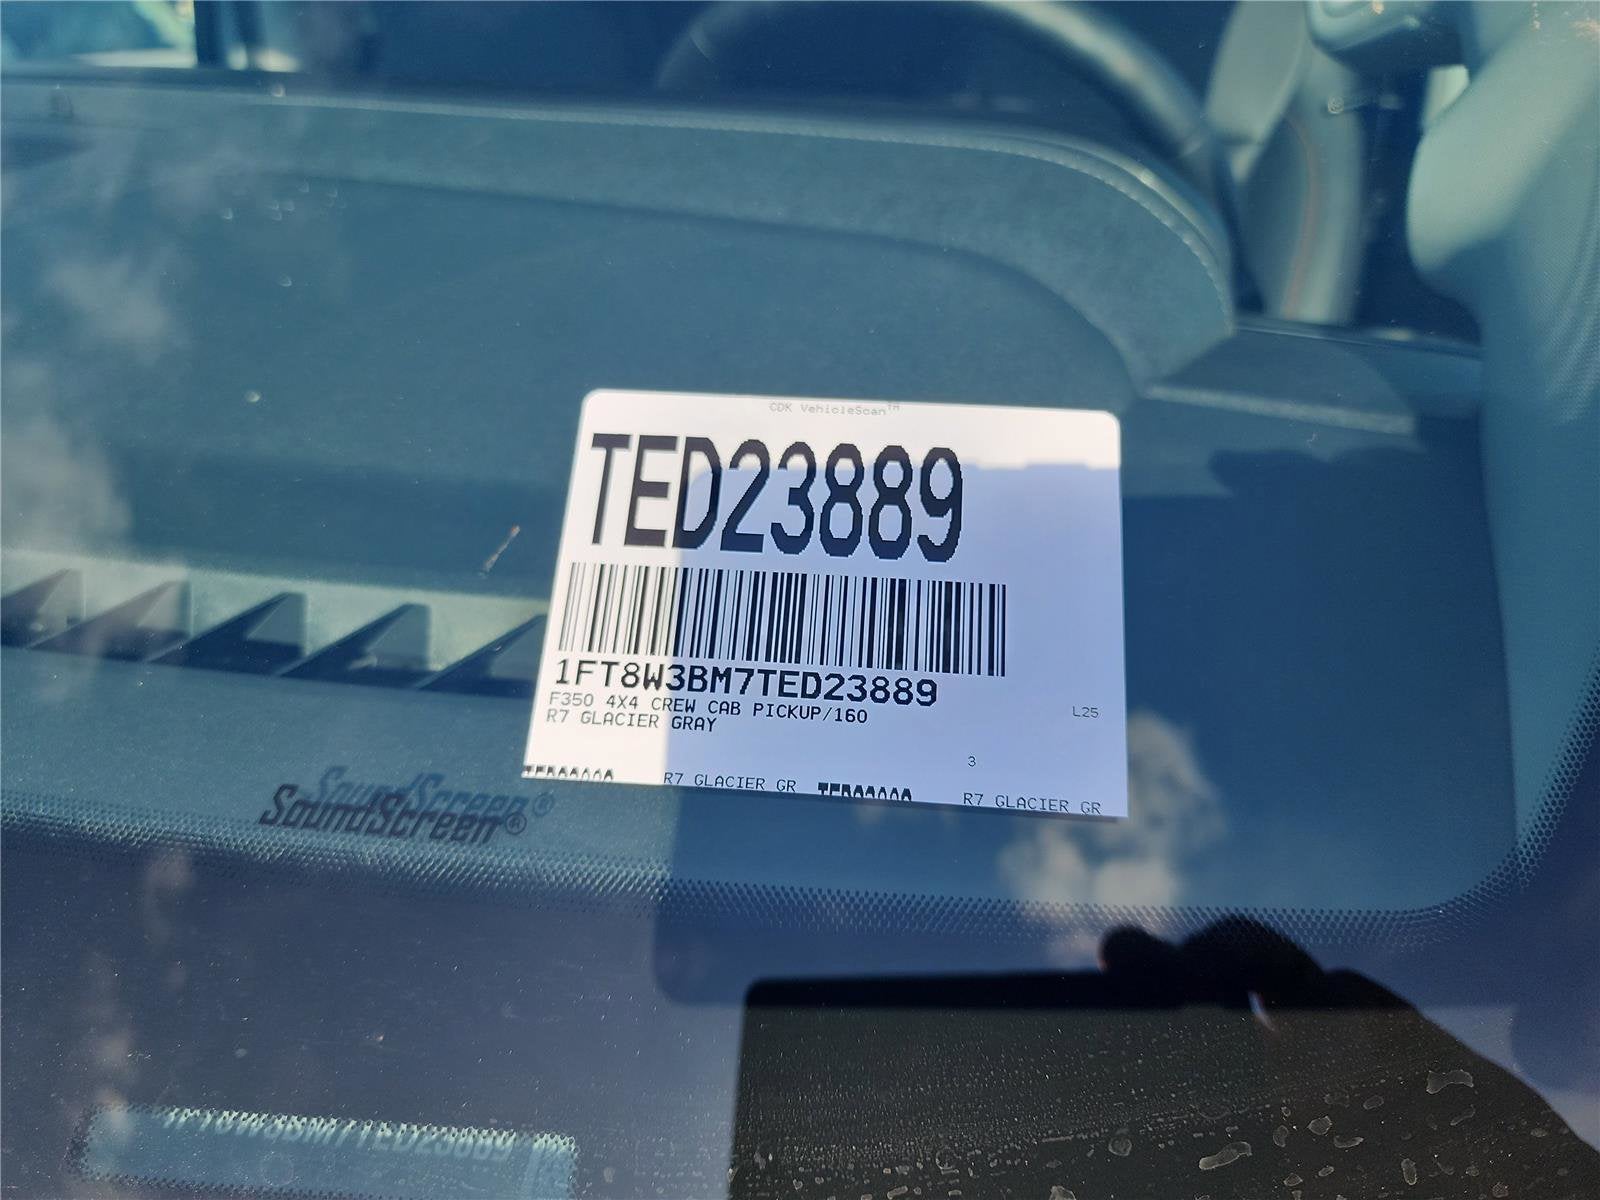 CDK VehicleScan™
TED23889
1FT8W3BM7TED23889
F350 4X4 CREW CAB PICKUP/160
L25
R7 GLACIER GRAY
3
R7 GLACIER GR
R7 GLACIER GR
SoundScreen®
1FT8W3BM7TED23889